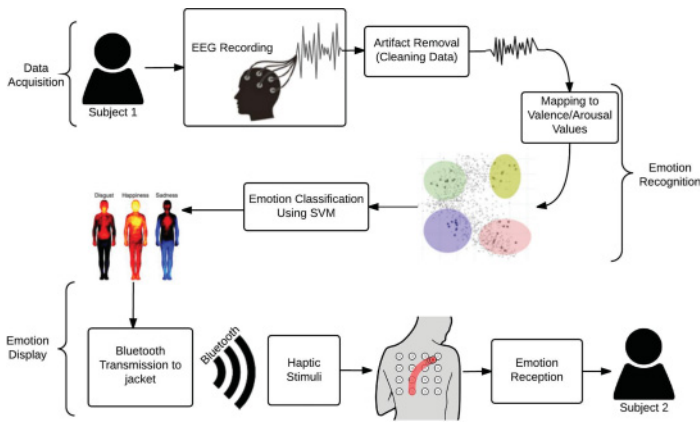 Data
Acquisition
Subject 1
EEG Recording
Artifact Removal
(Cleaning Data)
Mapping to
Valence/Arousal
Values
Emotion
Recognition
Emotion Classification
Using SVM
Disgust
Happiness
Sadness
Emotion
Display
Bluetooth
Transmission to
jacket
Bluetooth
Haptic
Stimuli
Emotion
Reception
Subject 2